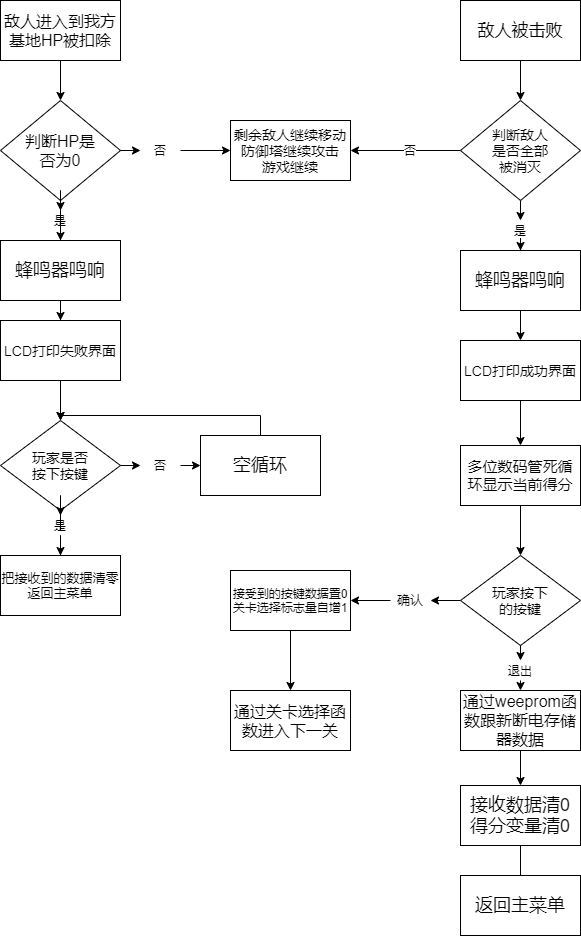 敌人进入到我方
基地HP被扣除
判断HP是
否为0
否
是
蜂鸣器鸣响
LCD打印失败界面
玩家是否
按下按键
否
空循环
是
把接收到的数据清零
返回主菜单
剩余敌人继续移动
防御塔继续攻击
游戏继续
敌人被击败
判断敌人
是否全部
被消灭
否
是
蜂鸣器鸣响
LCD打印成功界面
多位数码管死循
环显示当前得分
玩家按下
的按键
确认
接受到的按键数据置0
关卡选择标志量自增1
通过关卡选择函
数进入下一关
退出
通过weeprom函
数跟新断电存储
器数据
接收数据清0
得分变量清0
返回主菜单